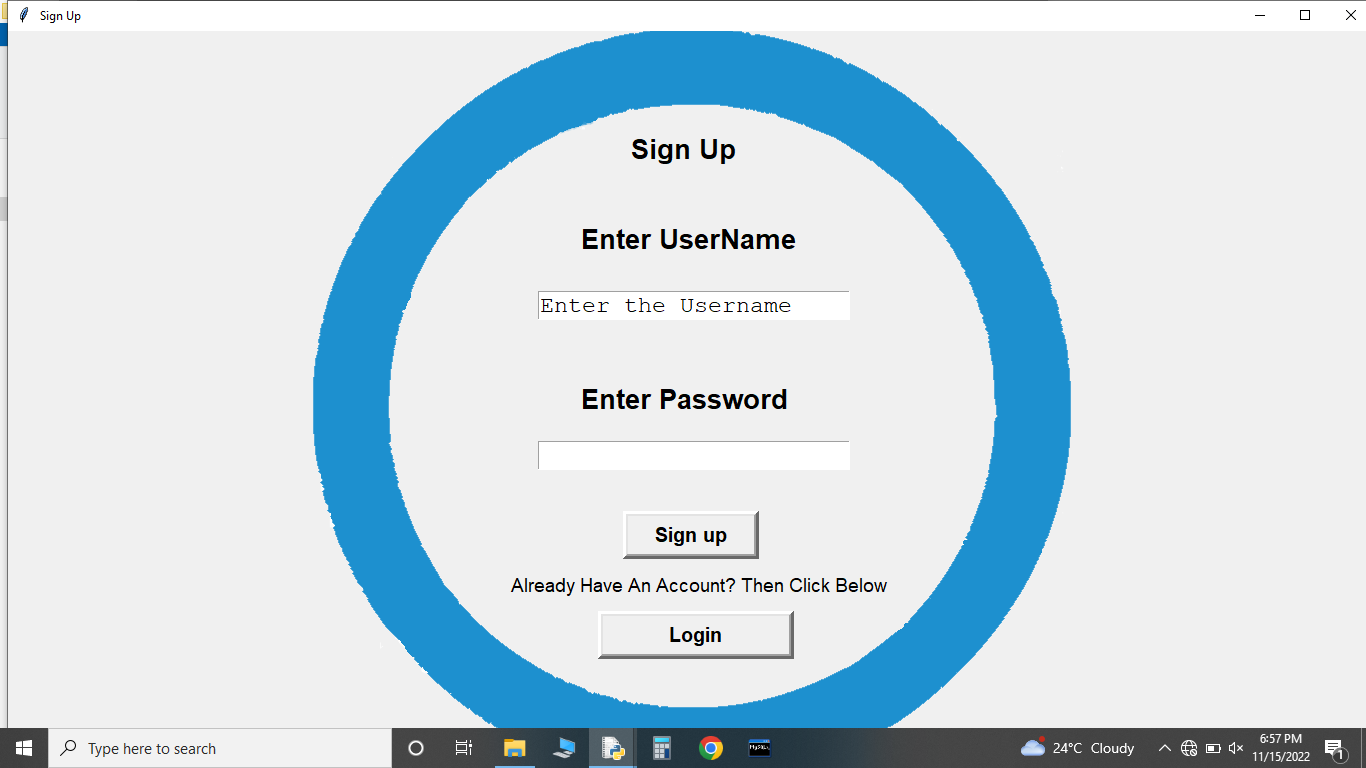 Sign Up
Sign Up
Enter UserName
Enter the Username
Enter Password
Sign up
Already Have An Account? Then Click Below
Login
Type here to search
MySQL
24°C Cloudy
6:57 PM
11/15/2022
1